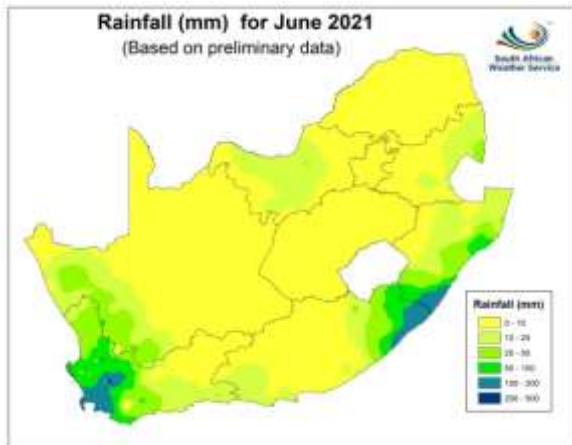 Rainfall (mm) for June 2021
(Based on preliminary data)
South African
Weather Service
Rainfall (mm)
0 - 10
10 - 25
25 - 50
50 - 100
100 - 200
200 - 500